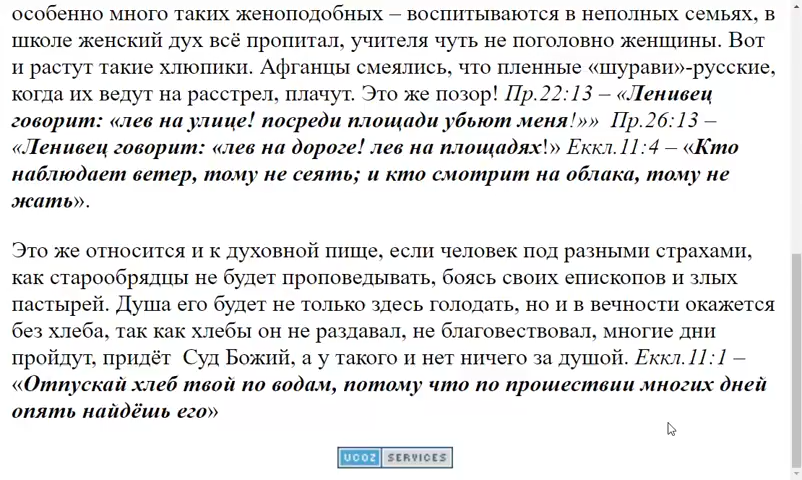 особенно много таких женоподобных – воспитываются в неполных семьях, в
школе женский дух всё пропитал, учителя чуть не поголовно женщины. Вот
и растут такие хлюпики. Афганцы смеялись, что пленные «шурави»-русские,
когда их ведут на расстрел, плачут. Это же позор! Пр.22:13 – «Ленивец
говорит: «лев на улице! посреди площади убьют меня!»» Пр.26:13 –
«Ленивец говорит: «лев на дороге! лев на площадях!» Еккл.11:4 – «Кто
наблюдает ветер, тому не сеять; и кто смотрит на облака, тому не
жать».
Это же относится и к духовной пище, если человек под разными страхами,
как старообрядцы не будет проповедывать, боясь своих епископов и злых
пастырей. Душа его будет не только здесь голодать, но и в вечности окажется
без хлеба, так как хлебы он не раздавал, не благовествовал, многие дни
пройдут, придёт Суд Божий, а у такого и нет ничего за душой. Еккл.11:1 –
«Отпускай хлеб твой по водам, потому что по прошествии многих дней
опять найдёшь его»
UCOZ SERVICES